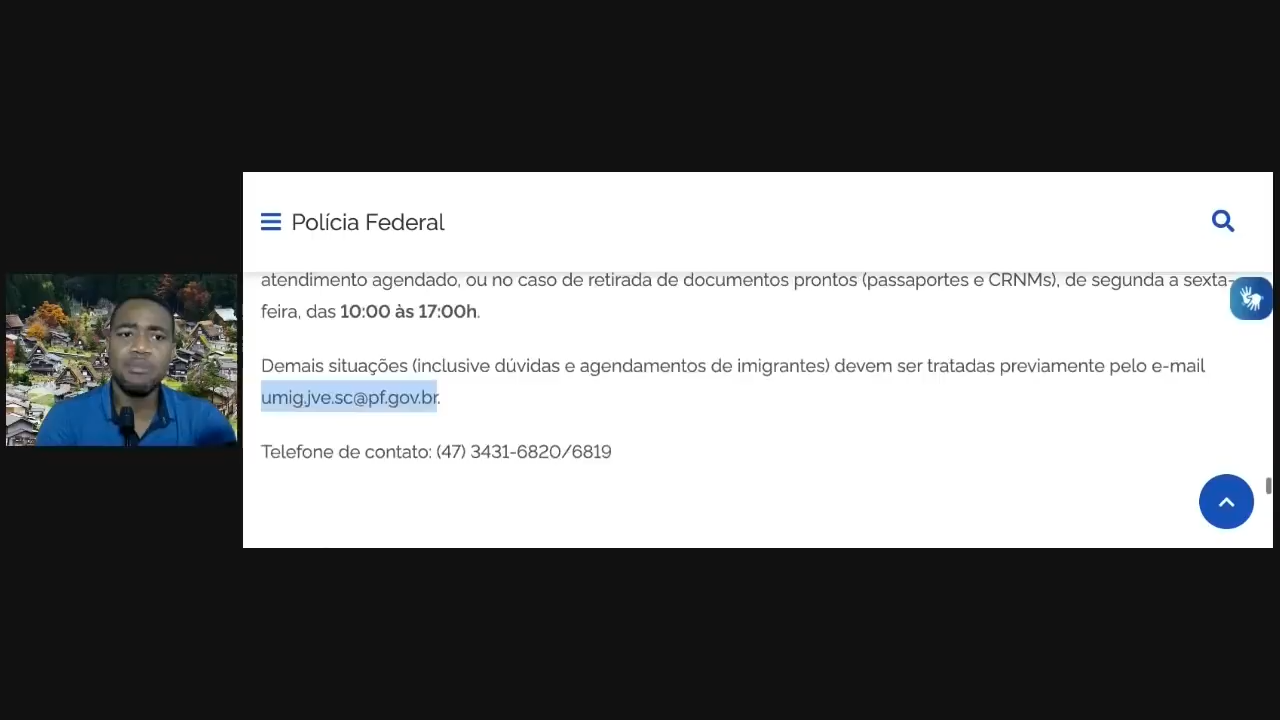 Polícia Federal
atendimento agendado, ou no caso de retirada de documentos prontos (passaportes e CRNMs), de segunda a sexta-
feira, das 10:00 às 17:00h.
Demais situações (inclusive dúvidas e agendamentos de imigrantes) devem ser tratadas previamente pelo e-mail
umig.jve.sc@pf.gov.br.
Telefone de contato: (47) 3431-6820/6819